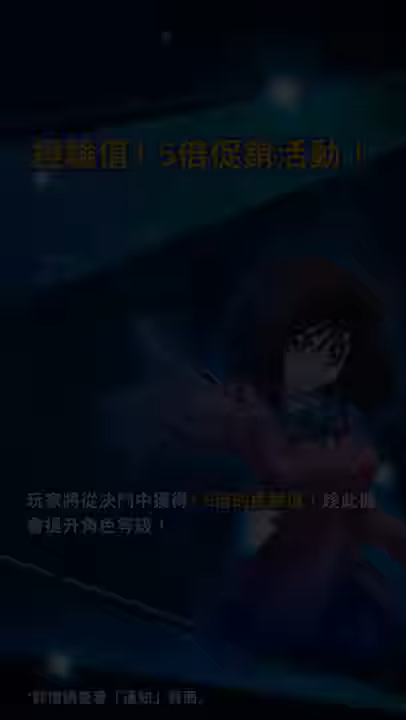 經驗值！5倍促銷活動！
玩家將從決鬥中獲得！5倍的經驗值！趁此機
會提升角色等級！
*詳情請查看「通知」頁面。